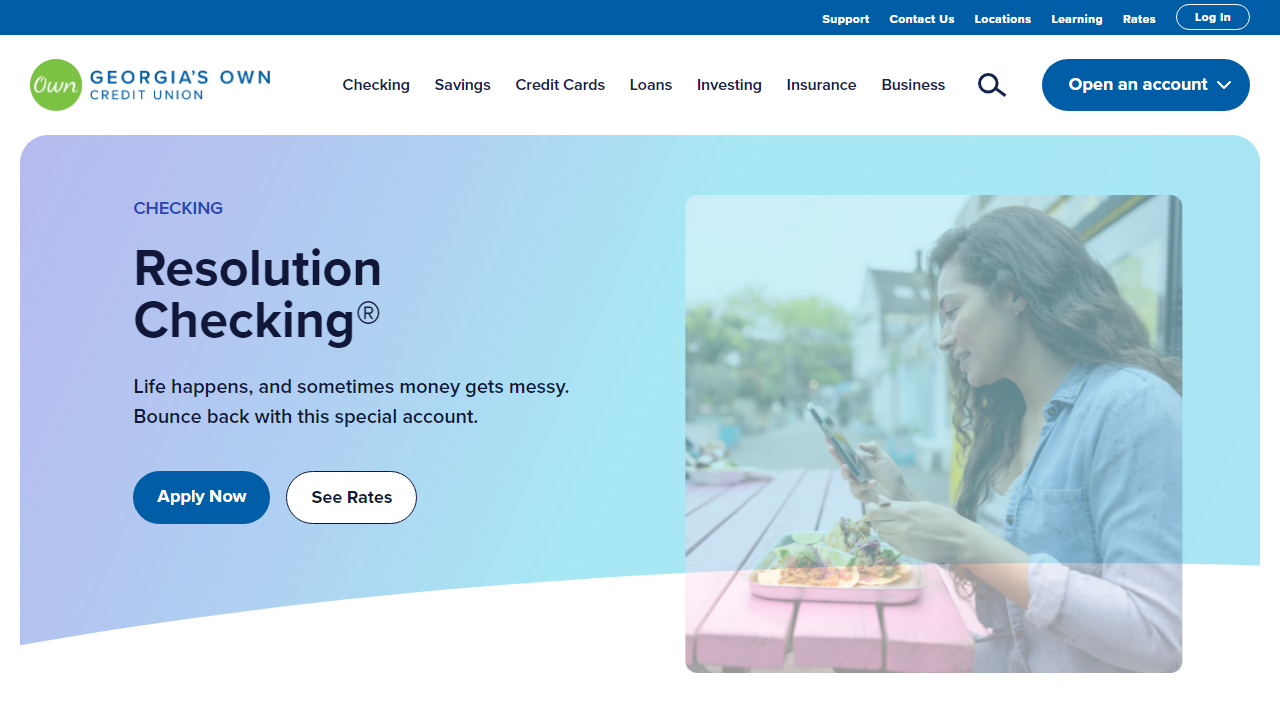 Support Contact Us Locations Learning Rates Log In
Own GEORGIA'S OWN
CREDIT UNION
Checking Savings Credit Cards Loans Investing Insurance Business
Open an account
CHECKING
Resolution
Checking®
Life happens, and sometimes money gets messy.
Bounce back with this special account.
Apply Now See Rates